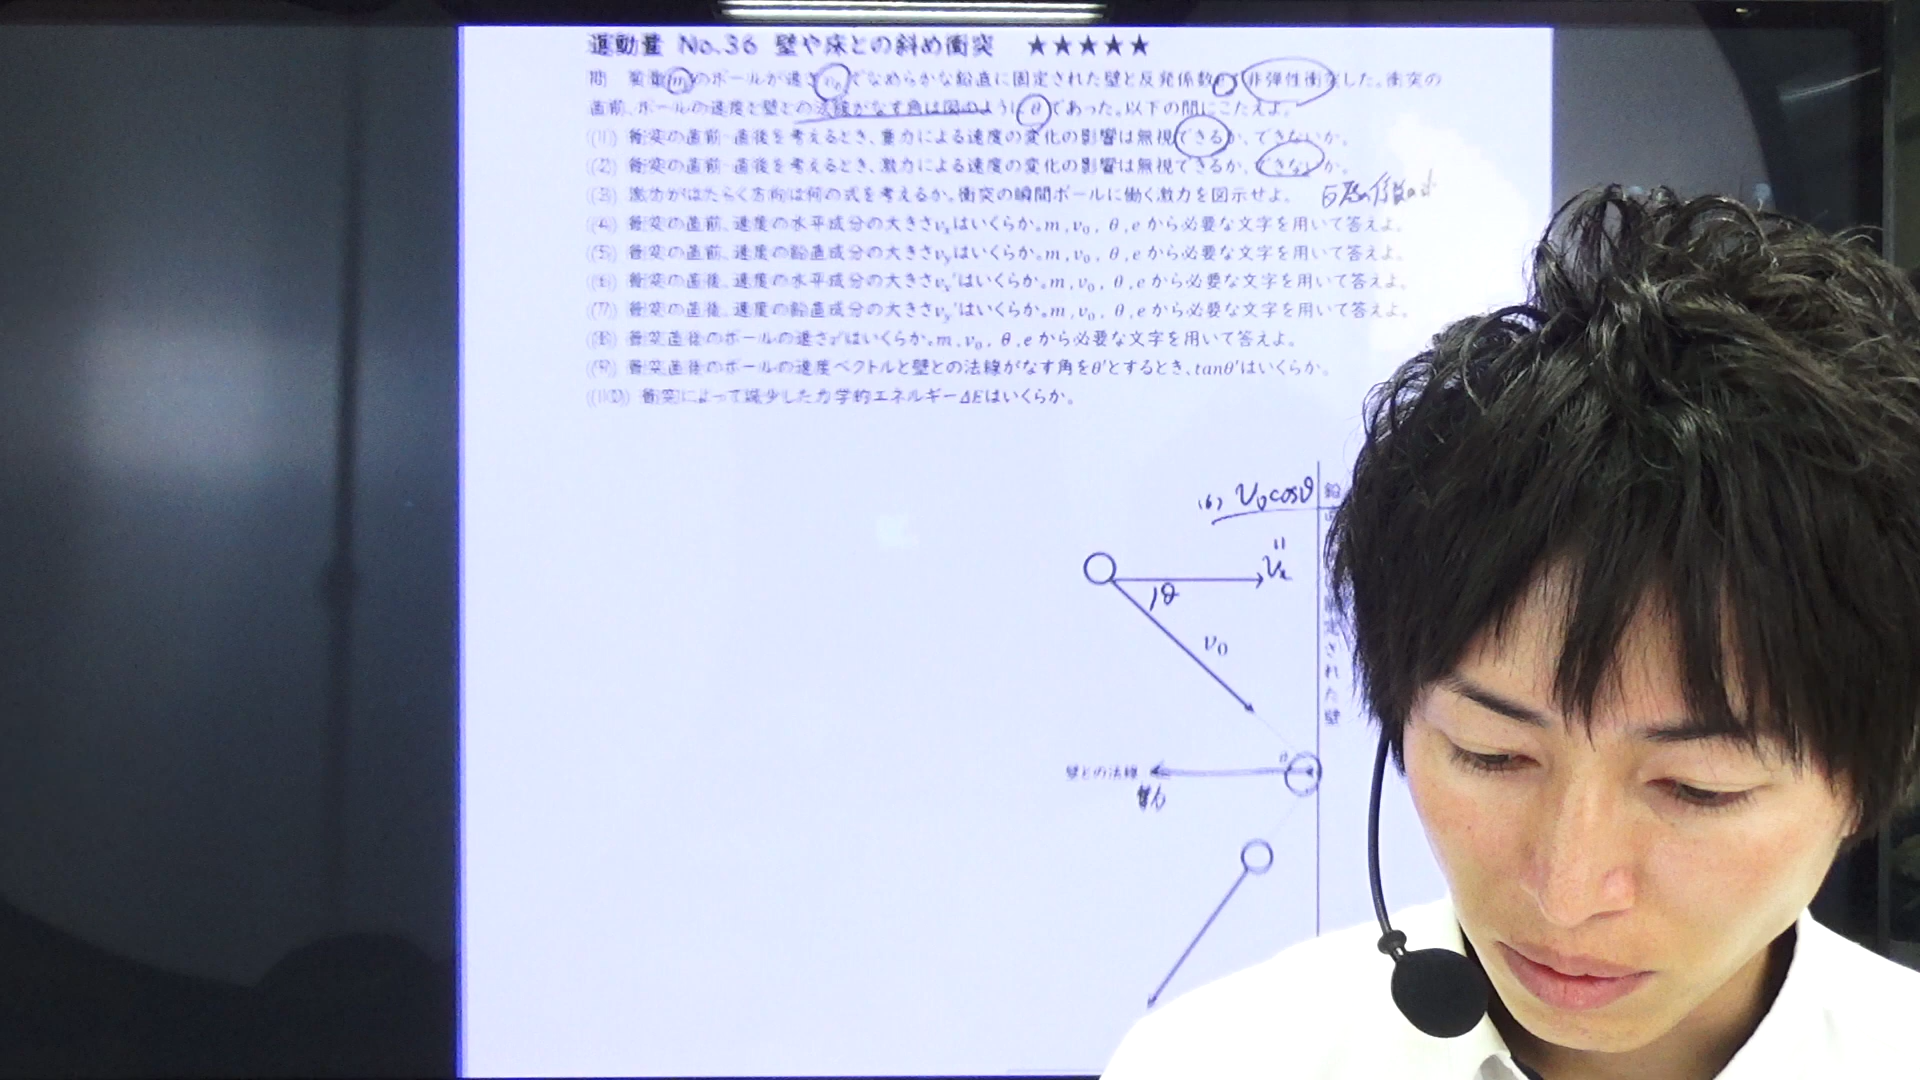 運動量 No.36 壁や床との斜め衝突 ★★★★★
問 質量mのボールが速さv₀でなめらかな鉛直に固定された壁と反発係数eで非弾性衝突した。衝突の
直前、ボールの速度と壁との法線がなす角は図のようにθであった。以下の問にこたえよ。
(1) 衝突の直前~直後を考えるとき、重力による速度の変化の影響は無視できるか、できないか。
(2) 衝突の直前~直後を考えるとき、激力による速度の変化の影響は無視できるか、できないか。
(3) 激力がはたらく方向は何の式を考えるか。衝突の瞬間ボールに働く激力を図示せよ。
(4) 衝突の直前、速度の水平成分の大きさvₓはいくらか。m,v₀, θ,eから必要な文字を用いて答えよ。
(5) 衝突の直前、速度の鉛直成分の大きさv_yはいくらか。m,v₀, θ,eから必要な文字を用いて答えよ。
(6) 衝突の直後、速度の水平成分の大きさvₓ'はいくらか。m,v₀, θ,eから必要な文字を用いて答えよ。
(7) 衝突の直後、速度の鉛直成分の大きさv_y'はいくらか。m,v₀, θ,eから必要な文字を用いて答えよ。
(8) 衝突直後のボールの速さv'はいくらか。m,v₀, θ,eから必要な文字を用いて答えよ。
(9) 衝突直後のボールの速度ベクトルと壁との法線がなす角をθ'とするとき、tanθ'はいくらか。
(10) 衝突によって減少した力学的エネルギーΔEはいくらか。
v₀cosθ
鉛
vₓ
θ
v₀
定された壁
壁との法線